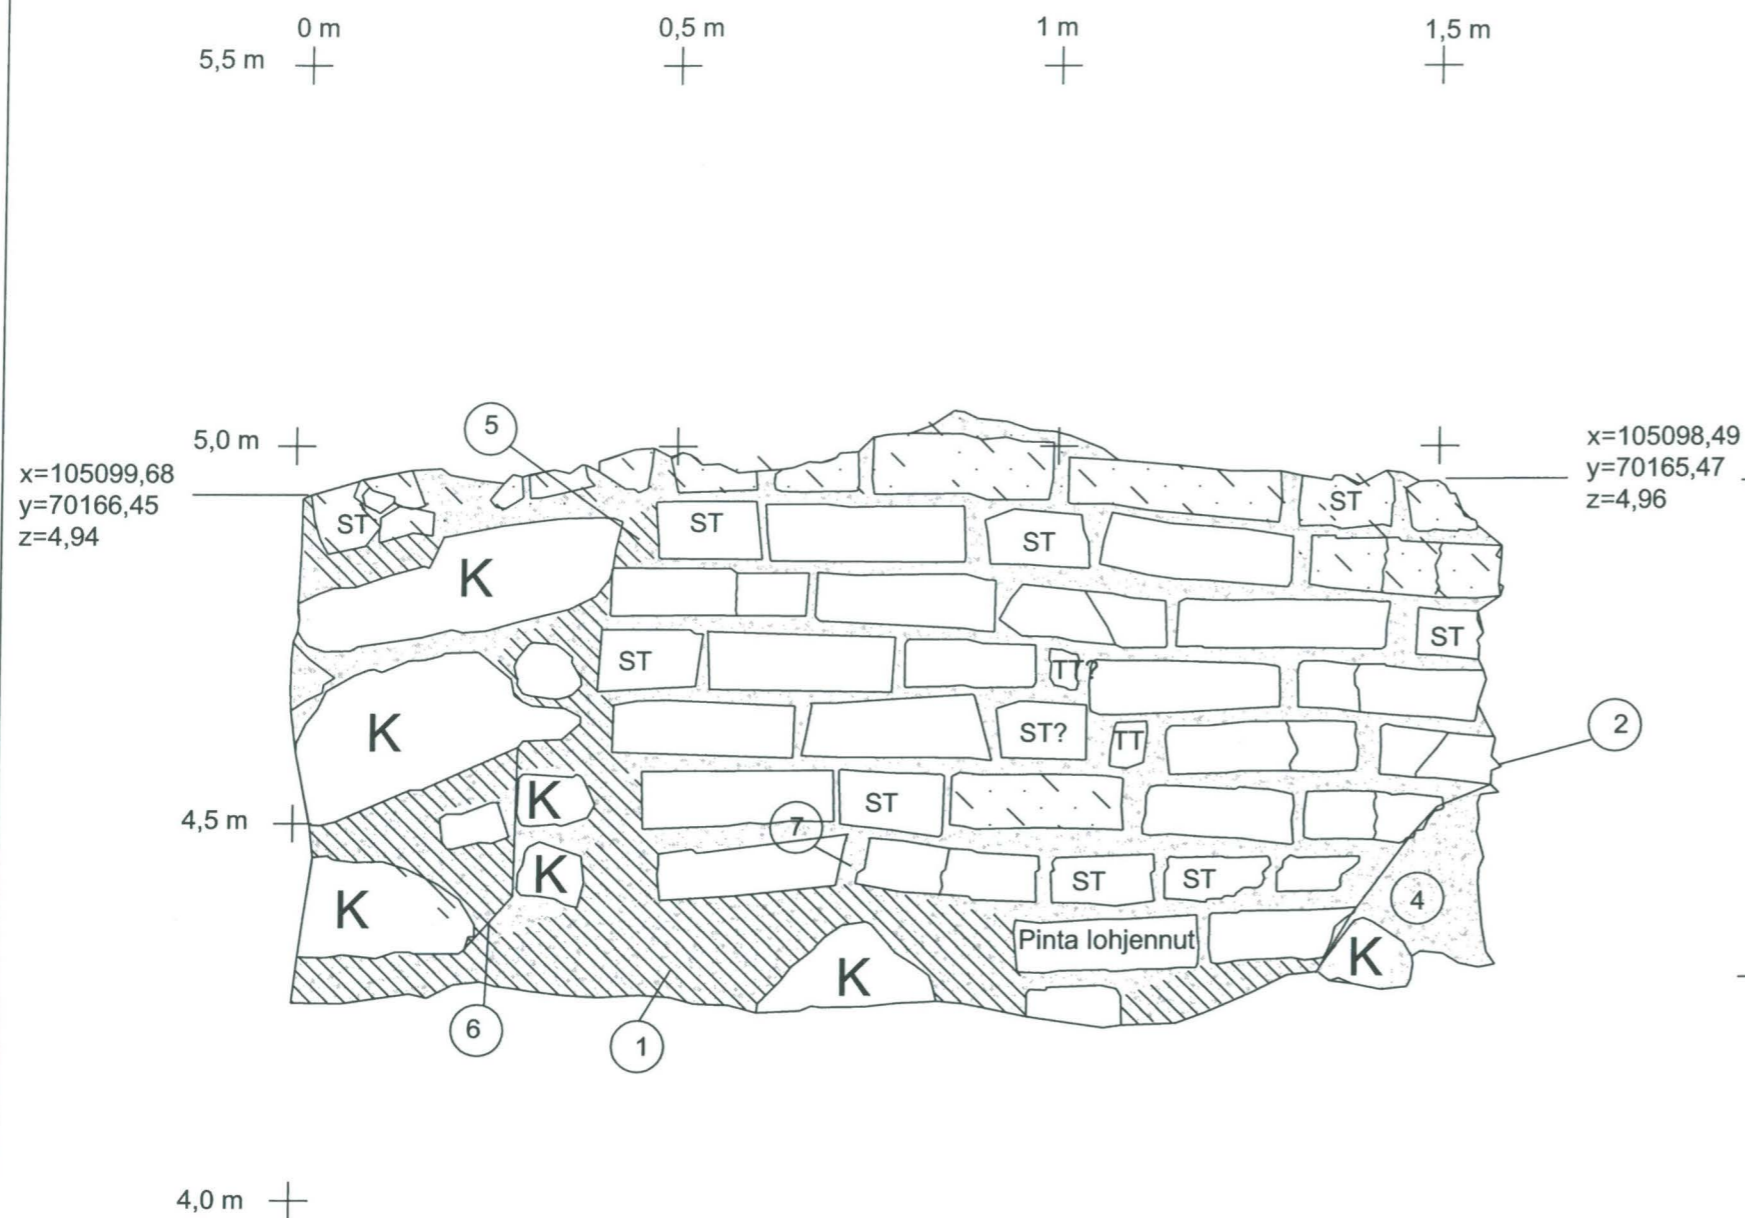 0 m
0,5 m
1 m
1,5 m
5,5 m
5,0 m
5
x=105099,68
y=70166,45
z=4,94
x=105098,49
y=70165,47
z=4,96
ST
ST
ST
ST
K
ST
ST
TT?
K
ST?
TT
2
K
ST
4,5 m
7
K
ST
ST
4
K
Pinta lohjennut
K
K
6
1
4,0 m